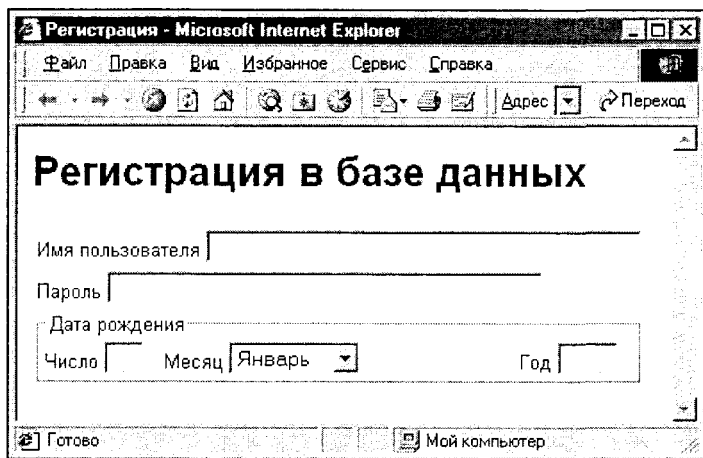 Регистрация - Microsoft Internet Explorer
Файл Правка Вид Избранное Сервис Справка
Адрес Переход
Регистрация в базе данных
Имя пользователя
Пароль
Дата рождения
Число Месяц Январь Год
Готово Мой компьютер